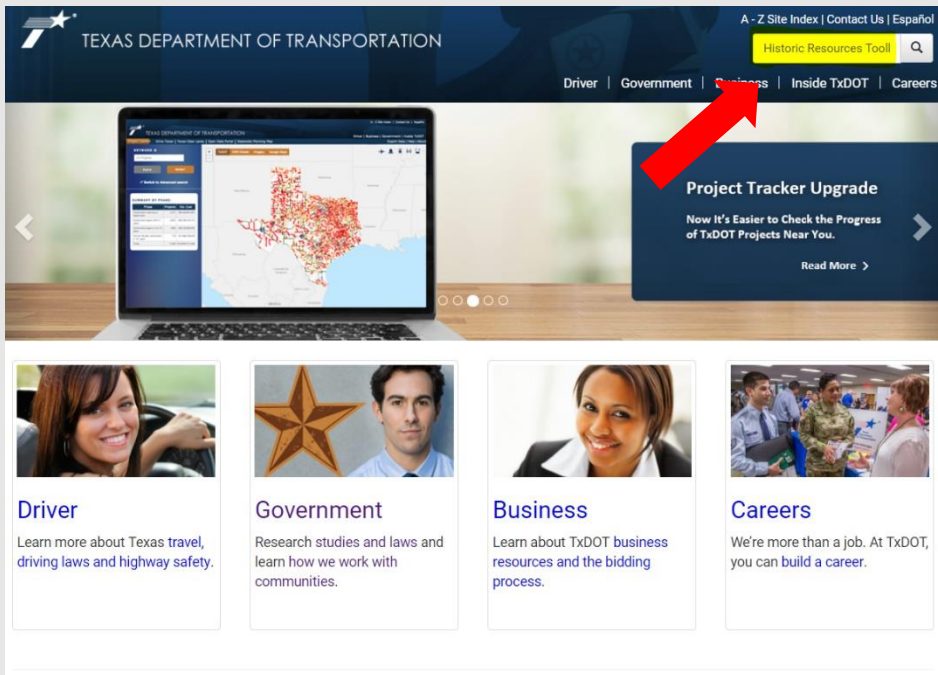 A - Z Site Index | Contact Us | Español
TEXAS DEPARTMENT OF TRANSPORTATION
Historic Resources Tooll
Driver | Government | Business | Inside TxDOT | Careers
TEXAS DEPARTMENT OF TRANSPORTATION
Project Tracker Upgrade
Now It's Easier to Check the Progress
of TxDOT Projects Near You.
Read More >
Driver
Learn more about Texas travel,
driving laws and highway safety.
Government
Research studies and laws and
learn how we work with
communities.
Business
Learn about TxDOT business
resources and the bidding
process.
Careers
We're more than a job. At TxDOT,
you can build a career.